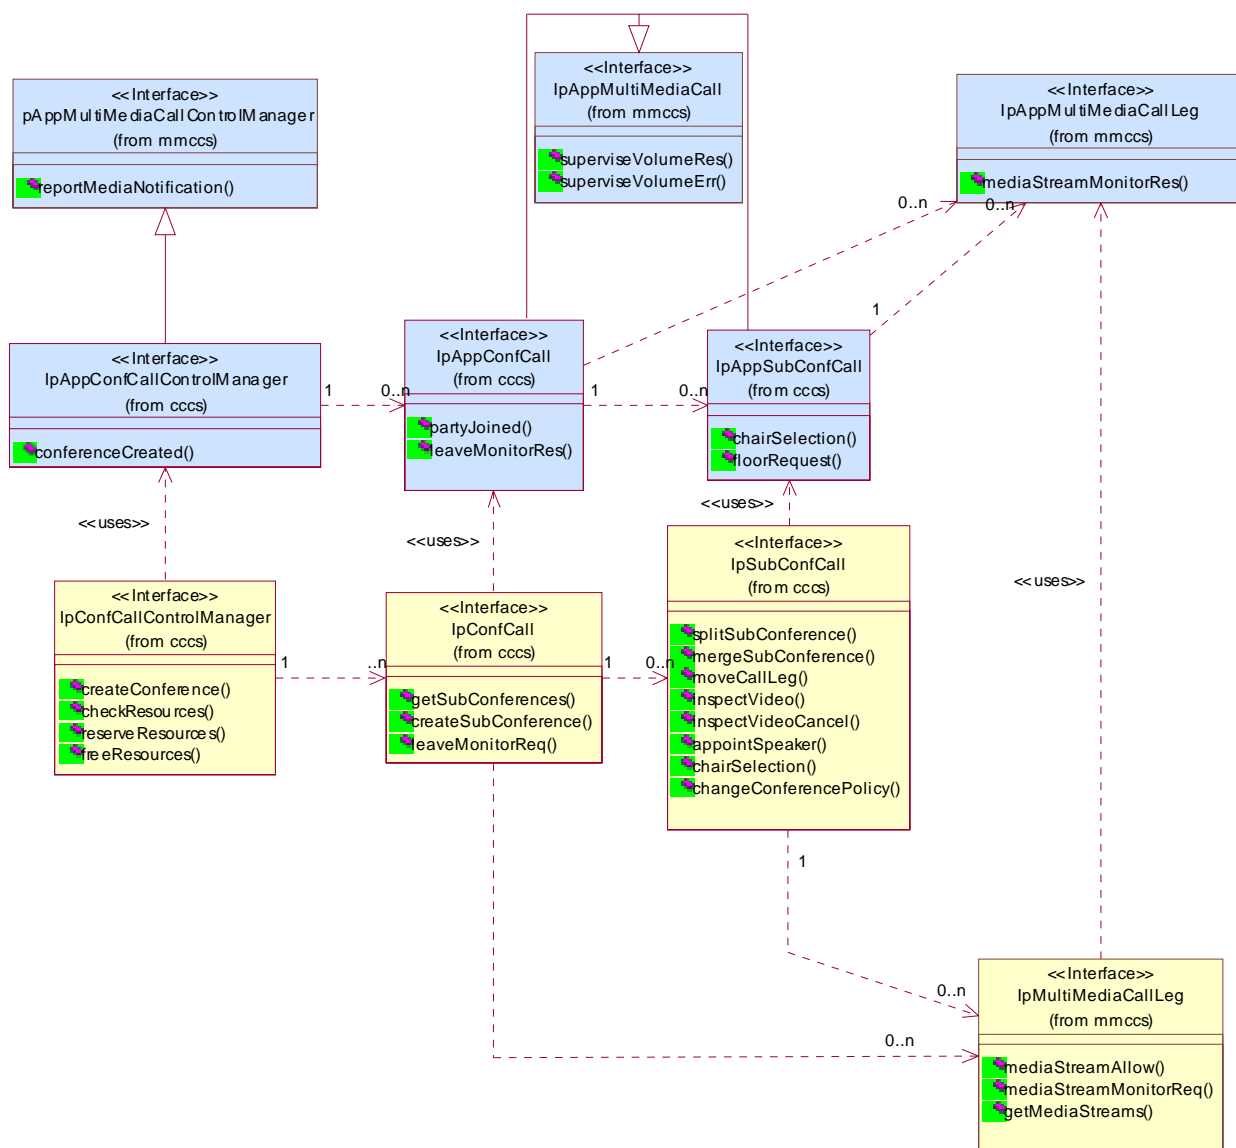 <<Interface>>
pAppMultiMediaCallControlManager
(from mmccs)
reportMediaNotification()
<<Interface>>
IpAppMultiMediaCall
(from mmccs)
superviseVolumeRes()
superviseVolumeErr()
<<Interface>>
IpAppMultiMediaCallLeg
(from mmccs)
mediaStreamMonitorRes()
0..n
0..n
1
<<Interface>>
IpAppConfCallControlManager
(from cccs)
conferenceCreated()
1
0..n
<<Interface>>
IpAppConfCall
(from cccs)
partyJoined()
leaveMonitorRes()
1
0..n
<<Interface>>
IpAppSubConfCall
(from cccs)
chairSelection()
floorRequest()
<<uses>>
<<uses>>
<<uses>>
<<uses>>
<<Interface>>
IpConfCallControlManager
(from cccs)
createConference()
checkResources()
reserveResources()
freeResources()
1
..n
<<Interface>>
IpConfCall
(from cccs)
getSubConferences()
createSubConference()
leaveMonitorReq()
1
0..n
<<Interface>>
IpSubConfCall
(from cccs)
splitSubConference()
mergeSubConference()
moveCallLeg()
inspectVideo()
inspectVideoCancel()
appointSpeaker()
chairSelection()
changeConferencePolicy()
1
0..n
0..n
<<Interface>>
IpMultiMediaCallLeg
(from mmccs)
mediaStreamAllow()
mediaStreamMonitorReq()
getMediaStreams()